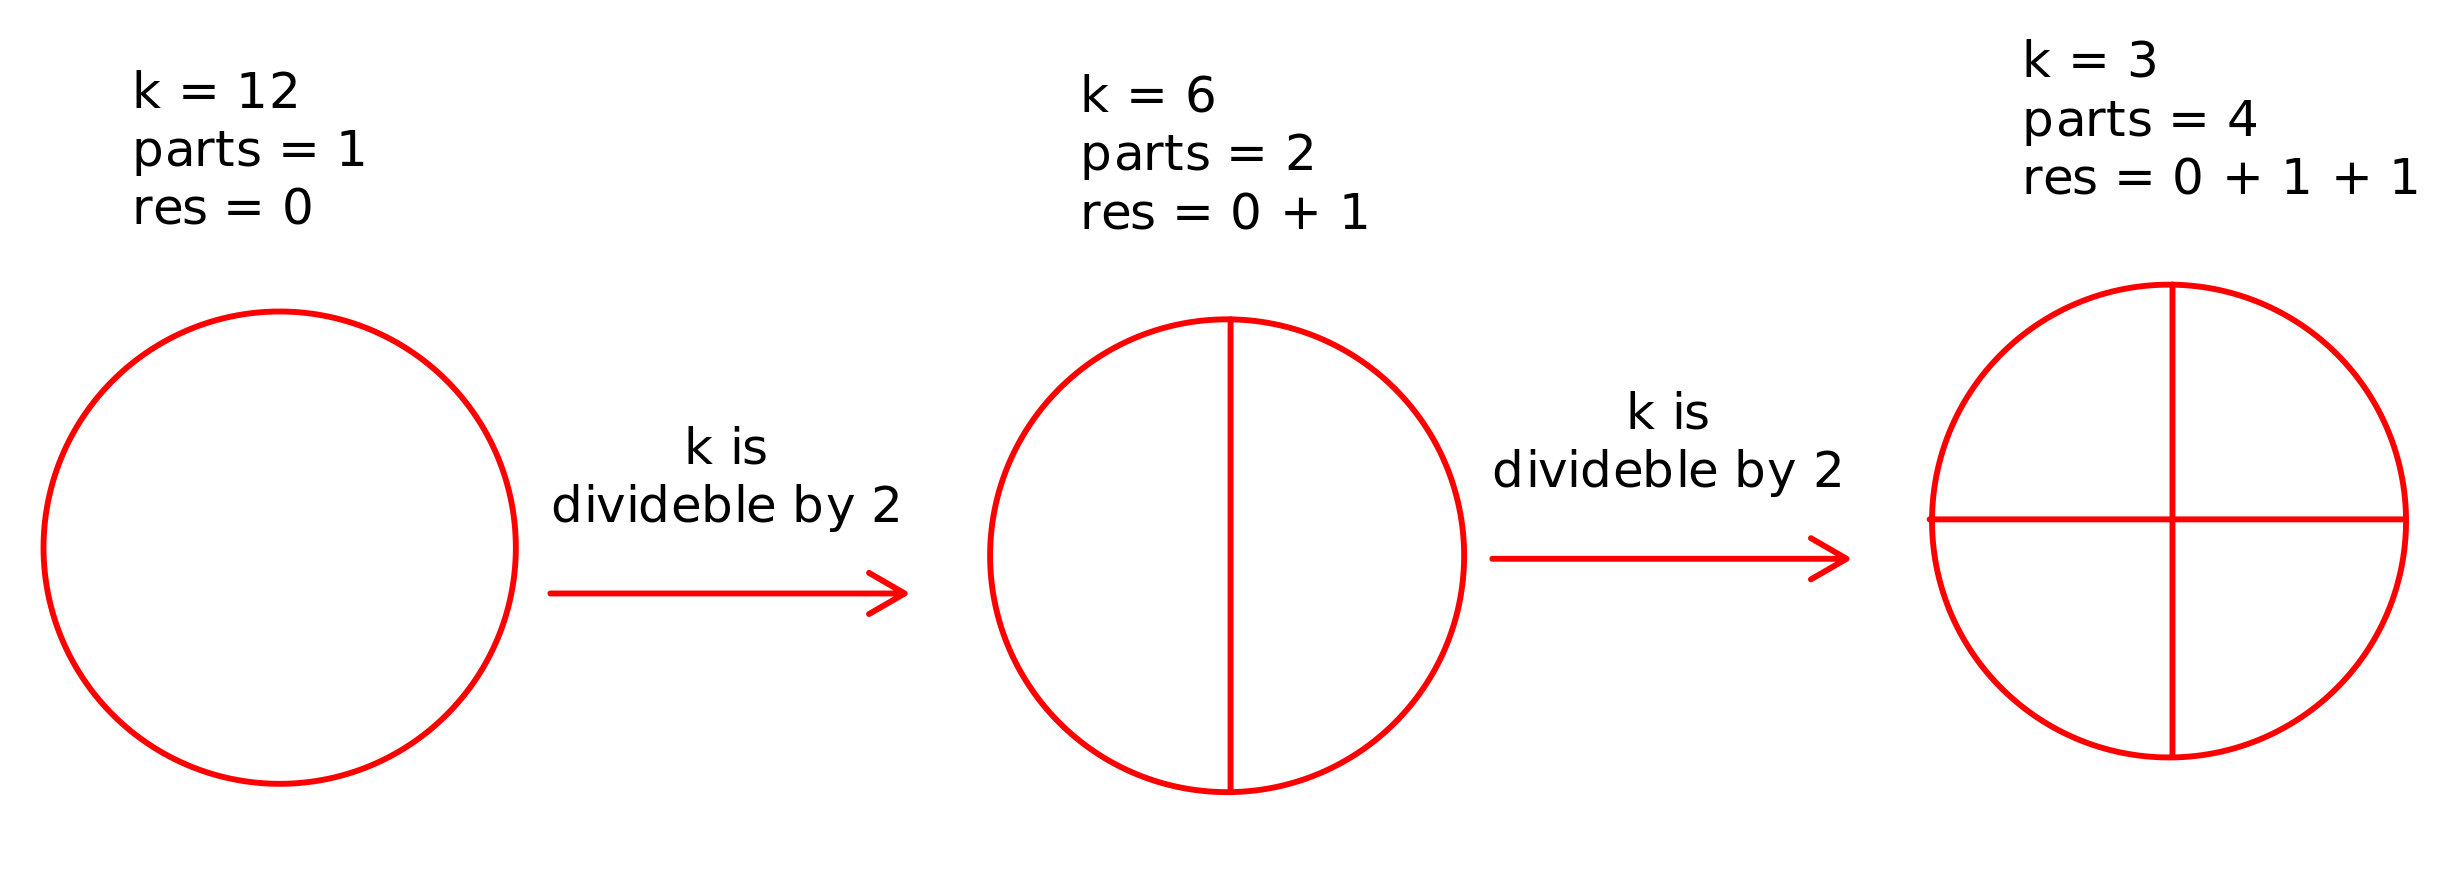 k = 12
parts = 1
res = 0
k is
divideble by 2
k = 6
parts = 2
res = 0 + 1
k is
divideble by 2
k = 3
parts = 4
res = 0 + 1 + 1